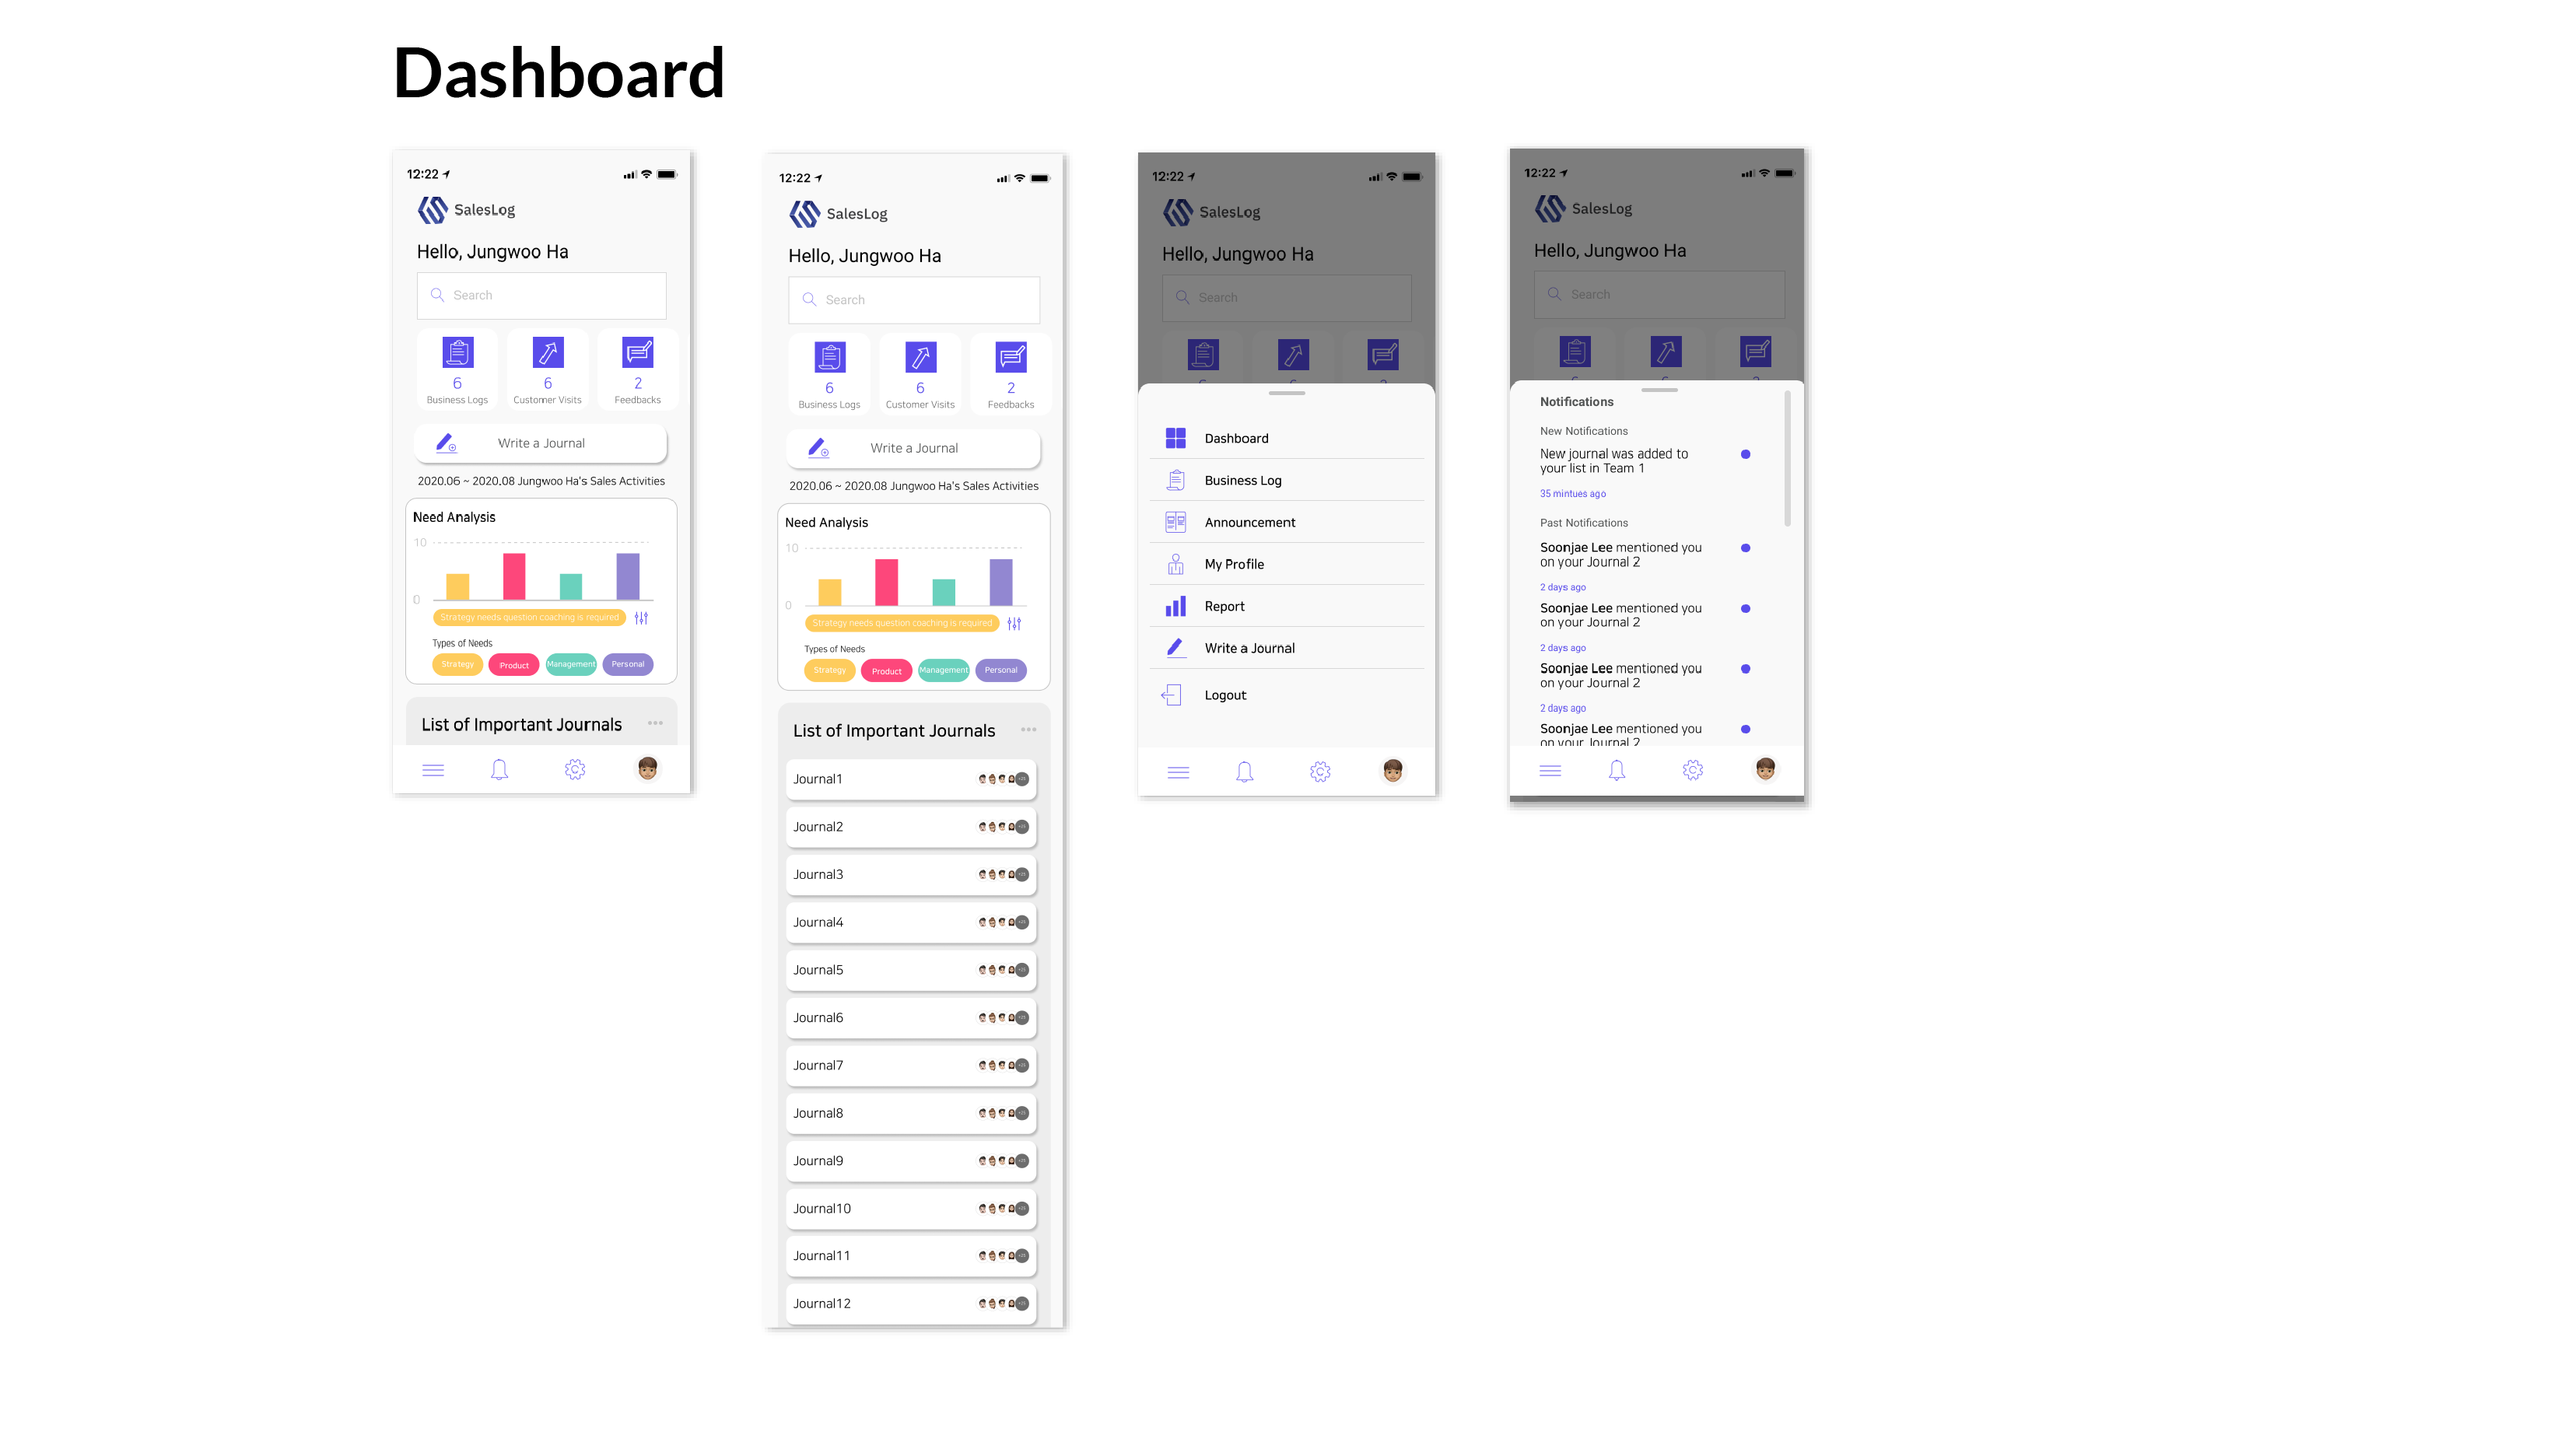 Dashboard
12:22
SalesLog
Hello, Jungwoo Ha
Search
6
6
2
Business Logs
Customer Visits
Feedbacks
Write a Journal
2020.06 ~ 2020.08 Jungwoo Ha's Sales Activities
Need Analysis
10
0
Strategy needs question coaching is required
Types of Needs
Strategy
Product
Management
Personal
List of Important Journals
12:22
SalesLog
Hello, Jungwoo Ha
Search
6
6
2
Business Logs
Customer Visits
Feedbacks
Write a Journal
2020.06 ~ 2020.08 Jungwoo Ha's Sales Activities
Need Analysis
10
0
Strategy needs question coaching is required
Types of Needs
Strategy
Product
Management
Personal
List of Important Journals
Journal1
Journal2
Journal3
Journal4
Journal5
Journal6
Journal7
Journal8
Journal9
Journal10
Journal11
Journal12
12:22
SalesLog
Hello, Jungwoo Ha
Search
Dashboard
Business Log
Announcement
My Profile
Report
Write a Journal
Logout
12:22
SalesLog
Hello, Jungwoo Ha
Search
Notifications
New Notifications
New journal was added to
your list in Team 1
35 mintues ago
Past Notifications
Soonjae Lee mentioned you
on your Journal 2
2 days ago
Soonjae Lee mentioned you
on your Journal 2
2 days ago
Soonjae Lee mentioned you
on your Journal 2
2 days ago
Soonjae Lee mentioned you
on your Journal 2